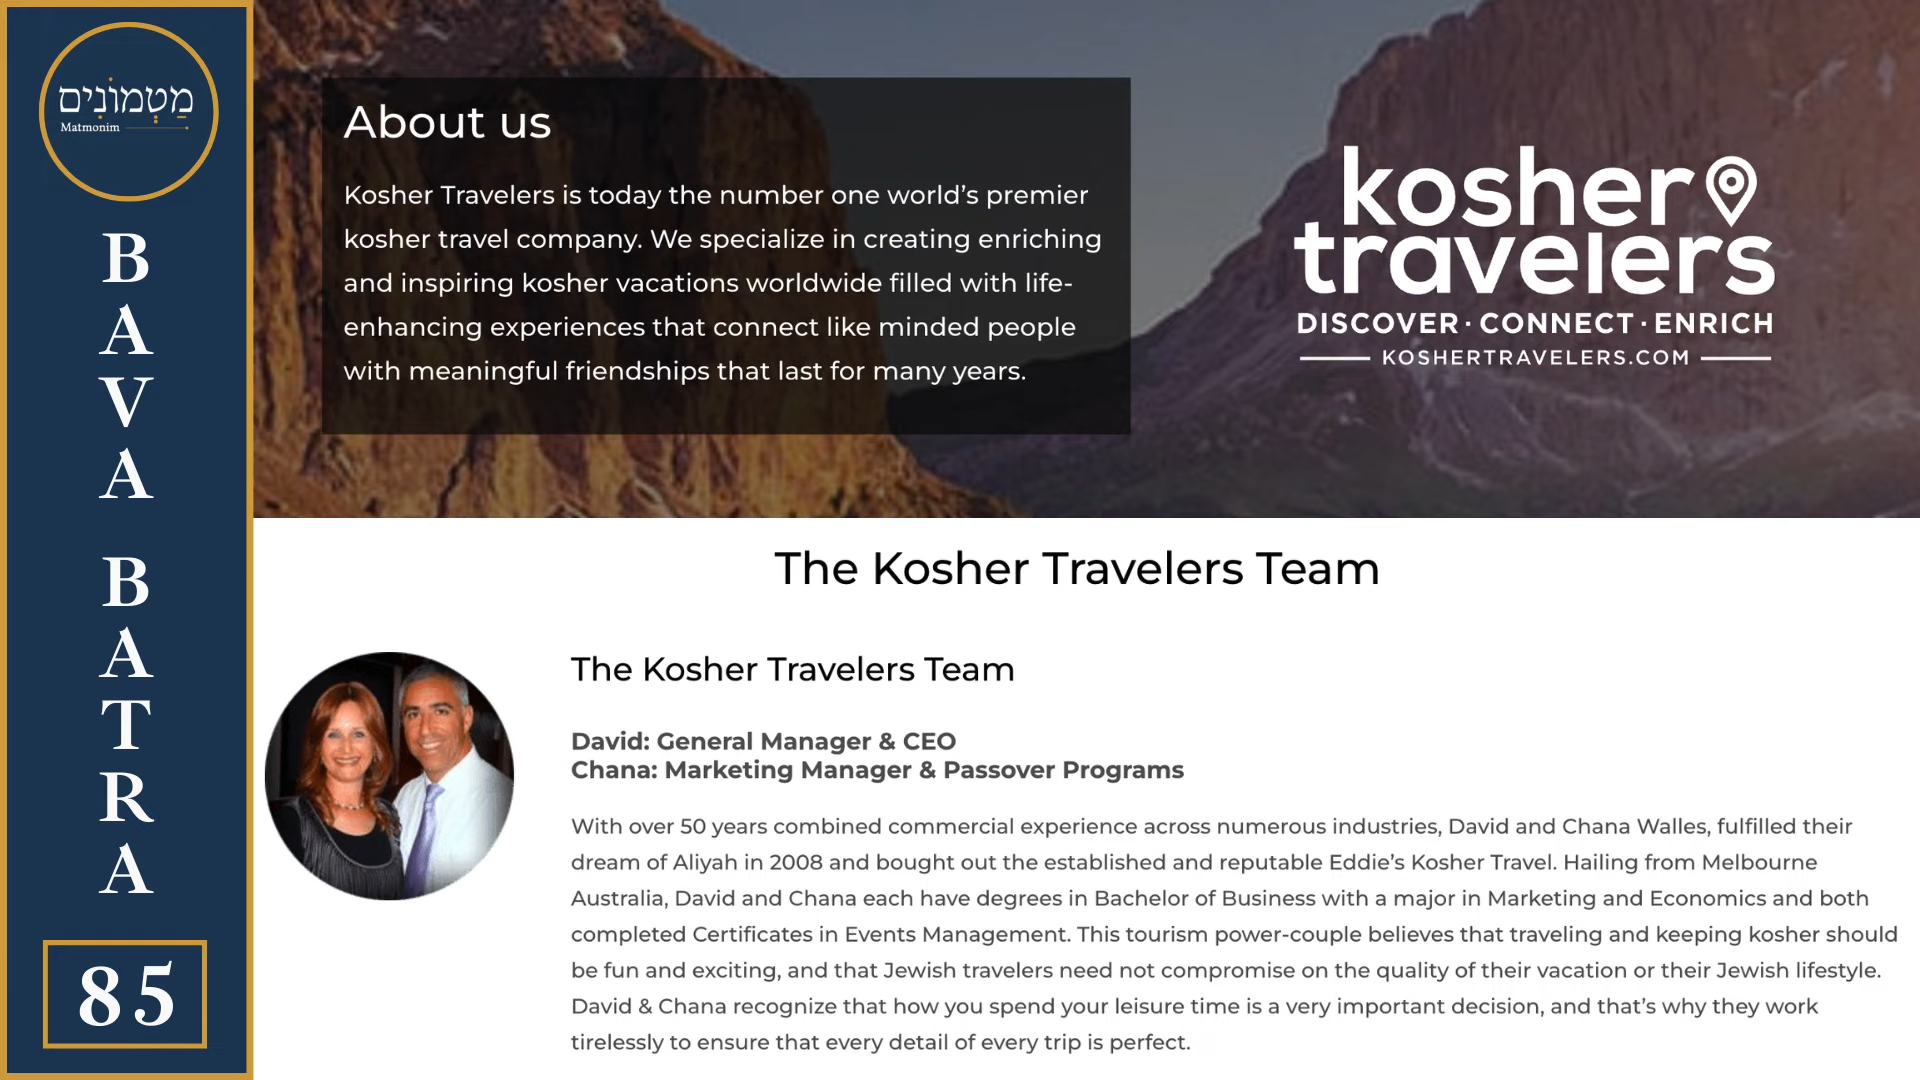 מַטְמוֹנִים
Matmonim
BAVA BATRA
85
About us
Kosher Travelers is today the number one world’s premier
kosher travel company. We specialize in creating enriching
and inspiring kosher vacations worldwide filled with life-
enhancing experiences that connect like minded people
with meaningful friendships that last for many years.
kosher
travelers
DISCOVER · CONNECT · ENRICH
KOSHERTRAVELERS.COM
The Kosher Travelers Team
The Kosher Travelers Team
David: General Manager & CEO
Chana: Marketing Manager & Passover Programs
With over 50 years combined commercial experience across numerous industries, David and Chana Walles, fulfilled their
dream of Aliyah in 2008 and bought out the established and reputable Eddie’s Kosher Travel. Hailing from Melbourne
Australia, David and Chana each have degrees in Bachelor of Business with a major in Marketing and Economics and both
completed Certificates in Events Management. This tourism power-couple believes that traveling and keeping kosher should
be fun and exciting, and that Jewish travelers need not compromise on the quality of their vacation or their Jewish lifestyle.
David & Chana recognize that how you spend your leisure time is a very important decision, and that’s why they work
tirelessly to ensure that every detail of every trip is perfect.